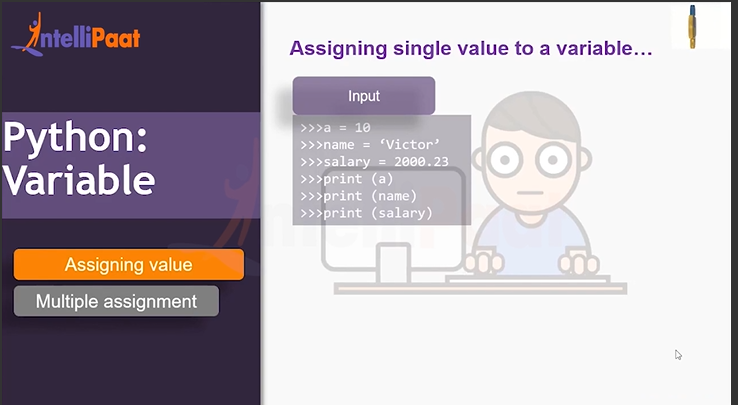 INtelliPaat
Assigning single value to a variable…
Python:
Variable
Assigning value
Multiple assignment
Input
>>>a = 10
>>>name = ‘Victor’
>>>salary = 2000.23
>>>print (a)
>>>print (name)
>>>print (salary)